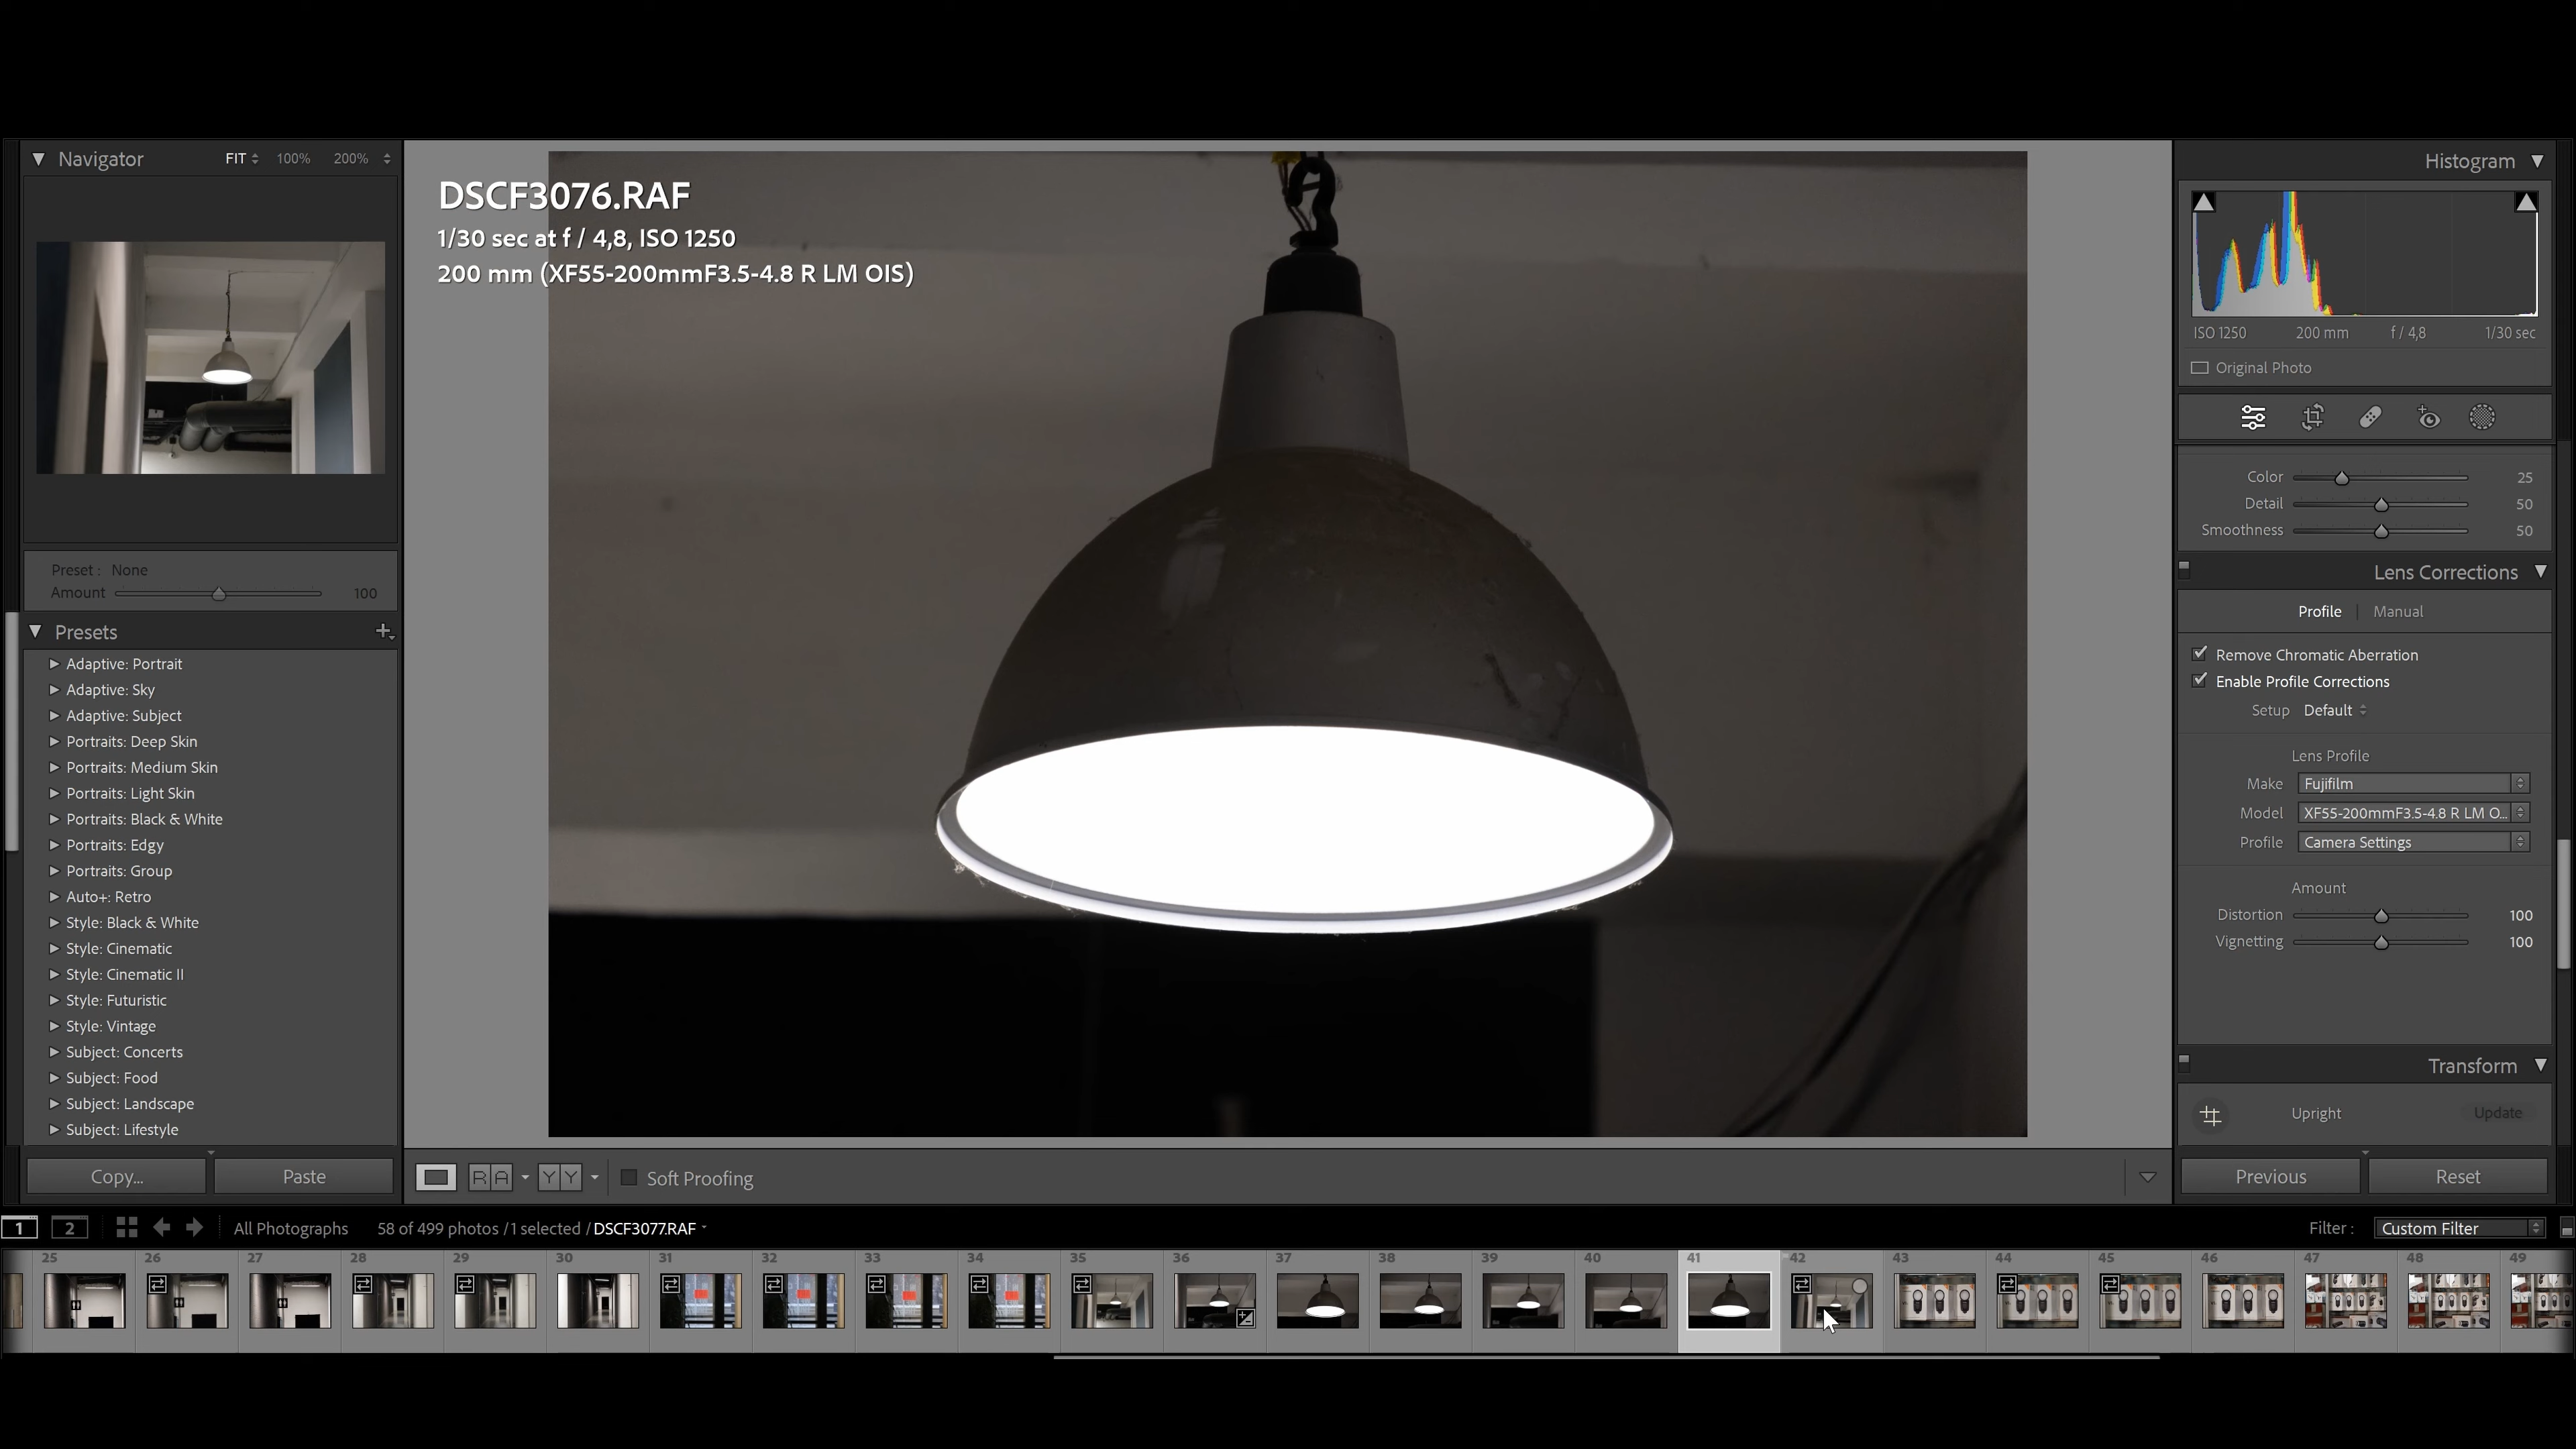 Navigator FIT 100% 200%
DSCF3076.RAF
1/30 sec at f / 4,8, ISO 1250
200 mm (XF55-200mmF3.5-4.8 R LM OIS)
Preset : None
Amount 100
Presets
Adaptive: Portrait
Adaptive: Sky
Adaptive: Subject
Portraits: Deep Skin
Portraits: Medium Skin
Portraits: Light Skin
Portraits: Black & White
Portraits: Edgy
Portraits: Group
Auto+: Retro
Style: Black & White
Style: Cinematic
Style: Cinematic II
Style: Futuristic
Style: Vintage
Subject: Concerts
Subject: Food
Subject: Landscape
Subject: Lifestyle
Copy... Paste
R A Y Y Soft Proofing
Histogram
ISO 1250 200 mm f / 4,8 1/30 sec
Original Photo
Color 25
Detail 50
Smoothness 50
Lens Corrections
Profile | Manual
Remove Chromatic Aberration
Enable Profile Corrections
Setup Default
Lens Profile
Make Fujifilm
Model XF55-200mmF3.5-4.8 R LM O...
Profile Camera Settings
Amount
Distortion 100
Vignetting 100
Transform
Upright Update
Previous Reset
1 2 All Photographs 58 of 499 photos / 1 selected / DSCF3077.RAF Filter : Custom Filter
25 26 27 28 29 30 31 32 33 34 35 36 37 38 39 40 41 42 43 44 45 46 47 48 49